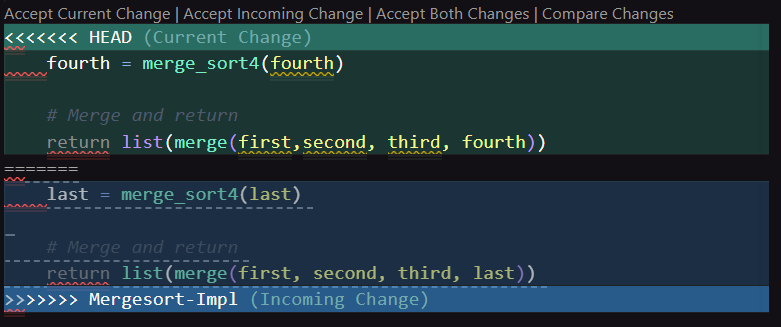 Accept Current Change | Accept Incoming Change | Accept Both Changes | Compare Changes
<<<<<<< HEAD (Current Change)
    fourth = merge_sort4(fourth)
    # Merge and return
    return list(merge(first,second, third, fourth))
=======
    last = merge_sort4(last)
    # Merge and return
    return list(merge(first, second, third, last))
>>>>>>> Mergesort-Impl (Incoming Change)